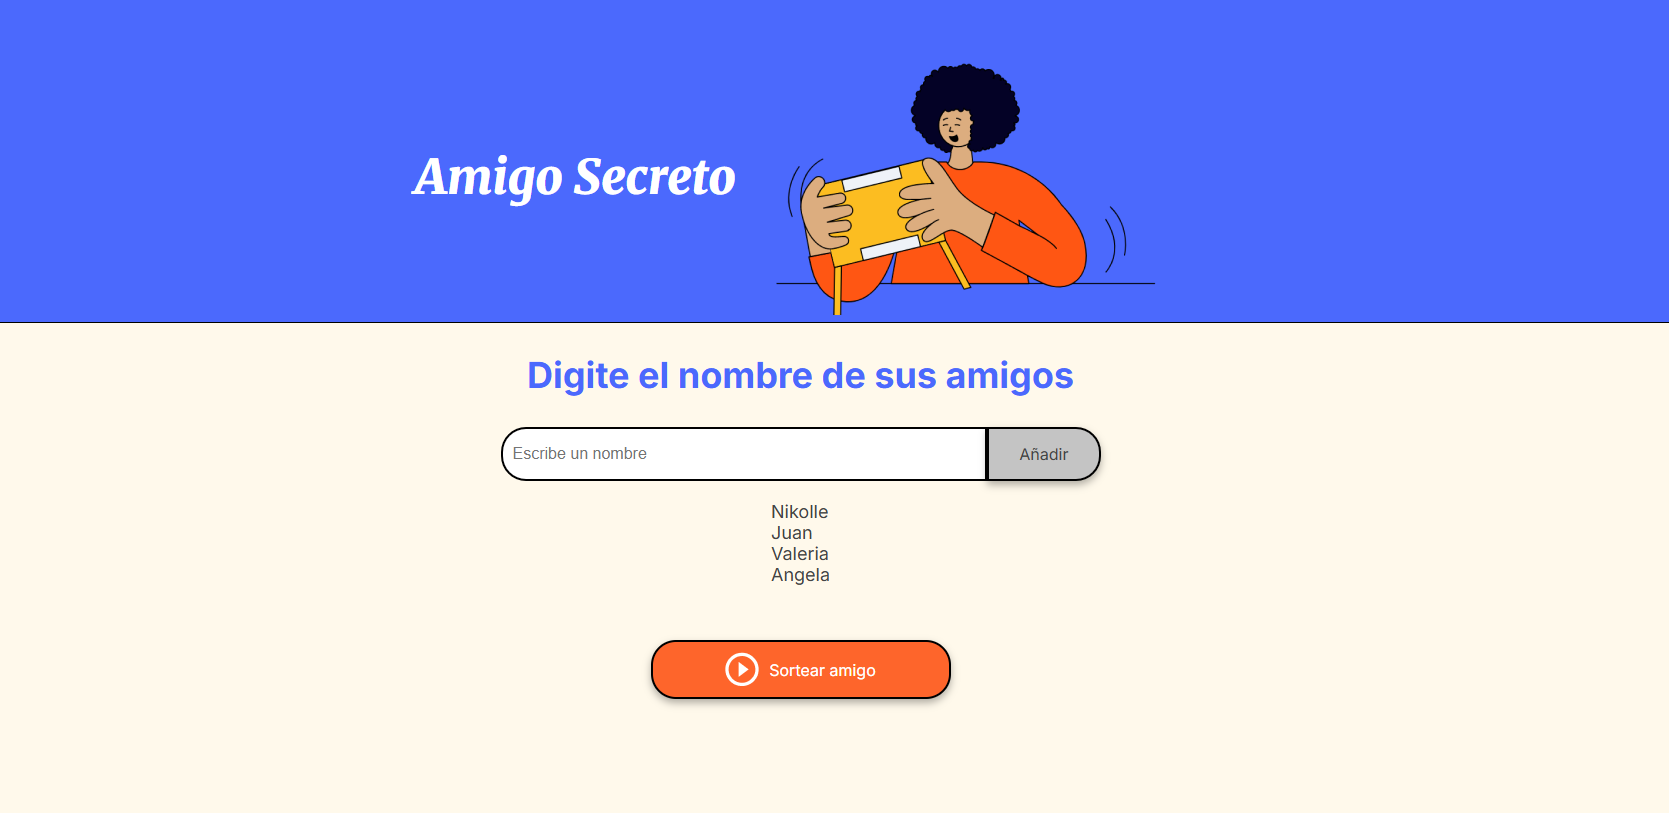 Amigo Secreto
Digite el nombre de sus amigos
Escribe un nombre
Añadir
Nikolle
Juan
Valeria
Angela
Sortear amigo